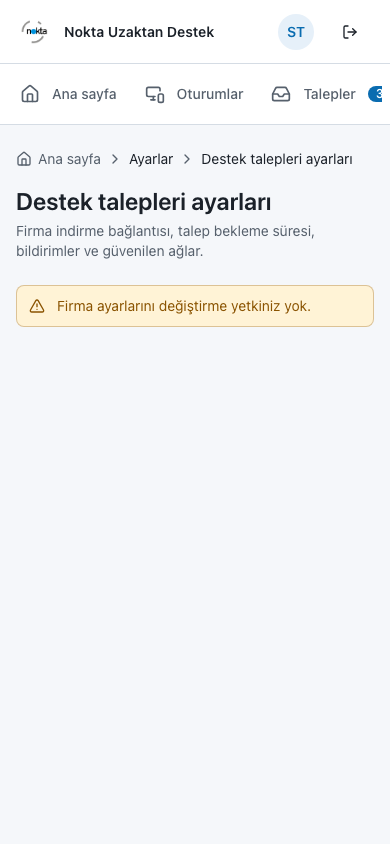 nokta
Nokta Uzaktan Destek
ST
Ana sayfa
Oturumlar
Talepler
Ana sayfa
Ayarlar
Destek talepleri ayarları
Destek talepleri ayarları
Firma indirme bağlantısı, talep bekleme süresi,
bildirimler ve güvenilen ağlar.
Firma ayarlarını değiştirme yetkiniz yok.